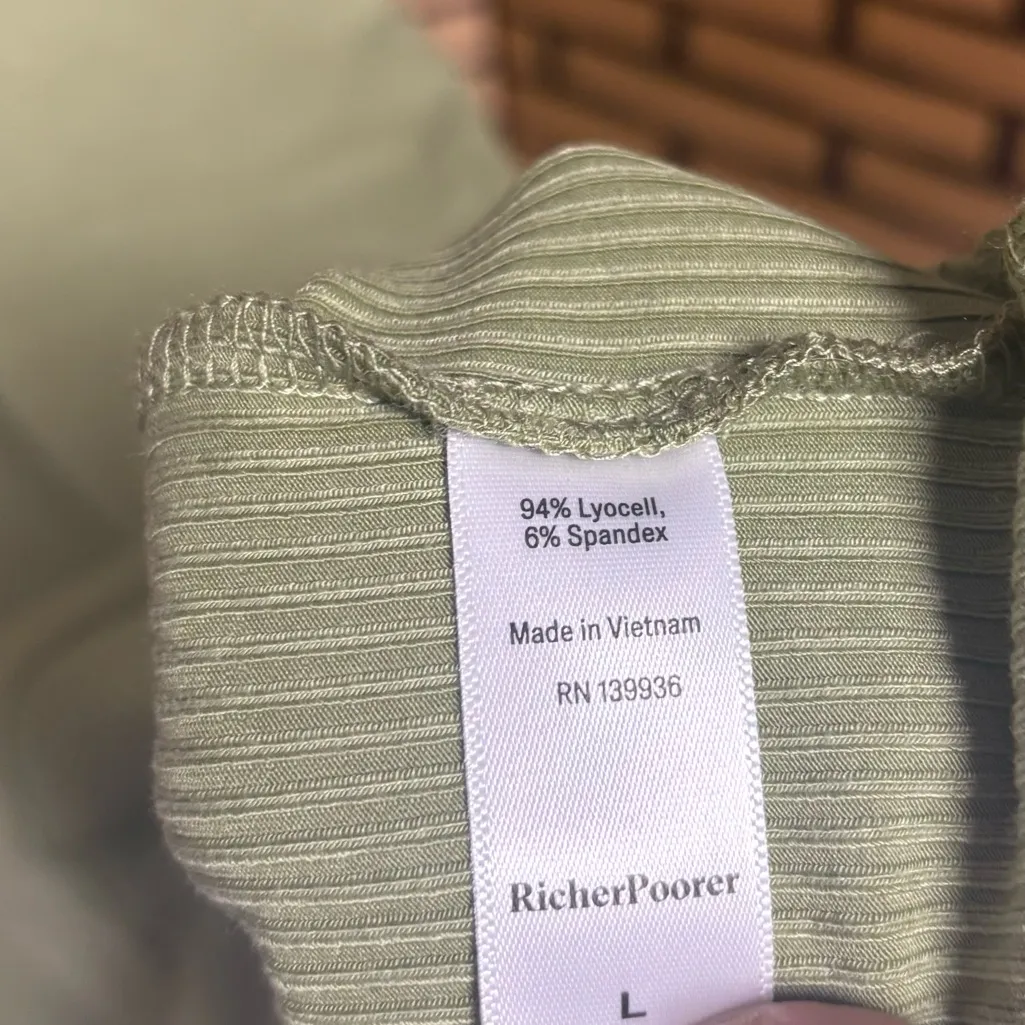 94% Lyocell,
6% Spandex
Made in Vietnam
RN 139936
RicherPoorer
L